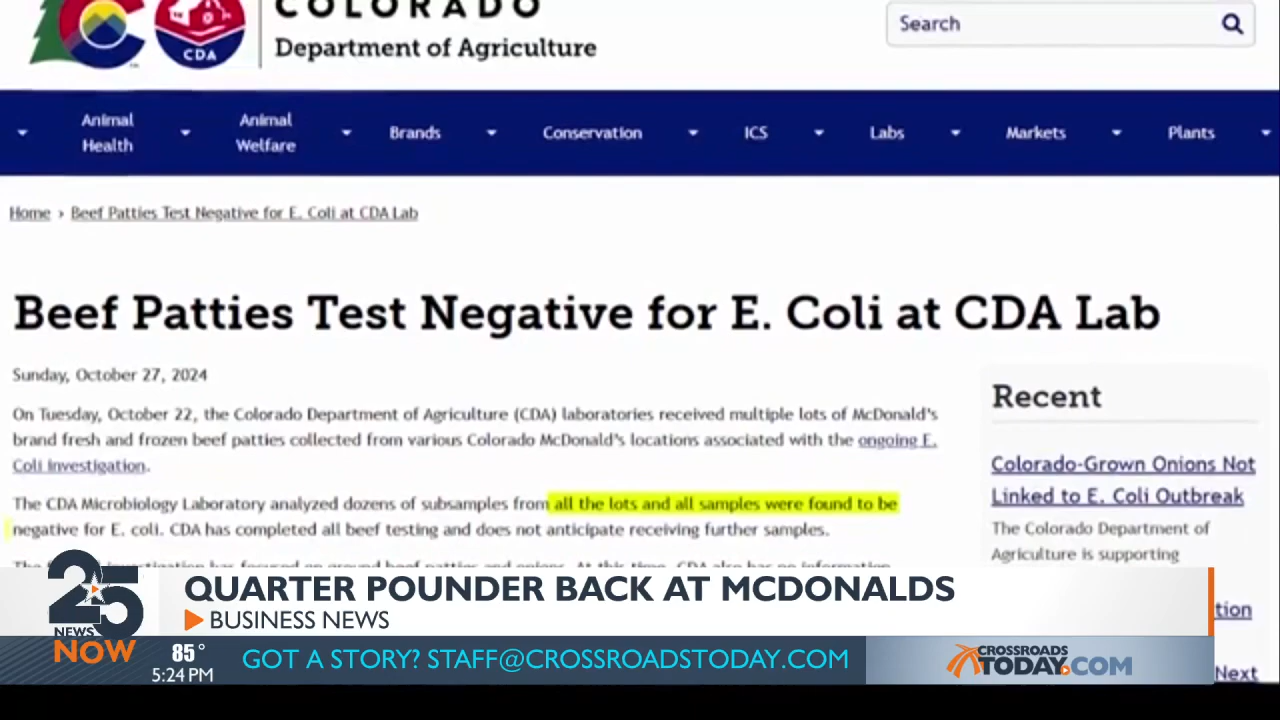 COLORADO
CDA
Department of Agriculture
Search
Animal Health
Animal Welfare
Brands
Conservation
ICS
Labs
Markets
Plants
Home › Beef Patties Test Negative for E. Coli at CDA Lab
Beef Patties Test Negative for E. Coli at CDA Lab
Sunday, October 27, 2024
On Tuesday, October 22, the Colorado Department of Agriculture (CDA) laboratories received multiple lots of McDonald's
brand fresh and frozen beef patties collected from various Colorado McDonald's locations associated with the ongoing E.
Coli investigation.
The CDA Microbiology Laboratory analyzed dozens of subsamples from all the lots and all samples were found to be
negative for E. coli. CDA has completed all beef testing and does not anticipate receiving further samples.
Recent
Colorado-Grown Onions Not
Linked to E. Coli Outbreak
The Colorado Department of
Agriculture is supporting
Next
25
NEWS
NOW
QUARTER POUNDER BACK AT MCDONALDS
BUSINESS NEWS
85°
5:24 PM
GOT A STORY? STAFF@CROSSROADSTODAY.COM
CROSSROADS
TODAY.COM